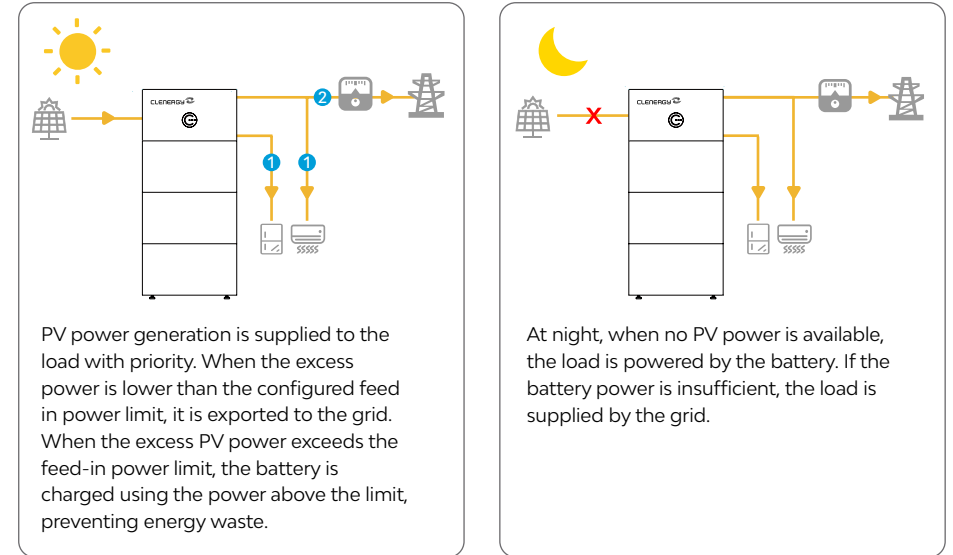 2
CLENERGY
1
1
PV power generation is supplied to the
load with priority. When the excess
power is lower than the configured feed
in power limit, it is exported to the grid.
When the excess PV power exceeds the
feed-in power limit, the battery is
charged using the power above the limit,
preventing energy waste.
CLENERGY
X
At night, when no PV power is available,
the load is powered by the battery. If the
battery power is insufficient, the load is
supplied by the grid.